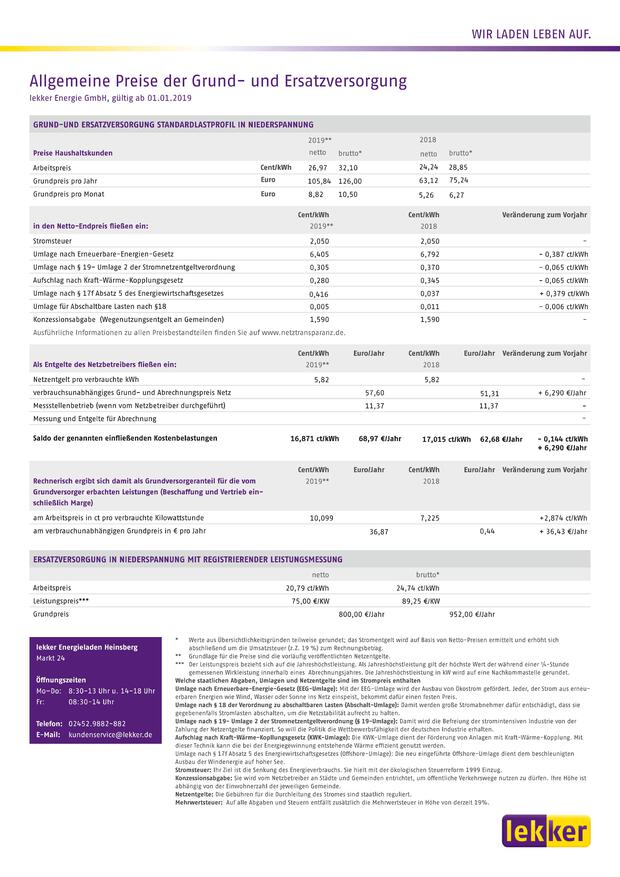 WIR LADEN LEBEN AUF.
Allgemeine Preise der Grund- und Ersatzversorgung
lekker Energie GmbH, gültig ab 01.01.2019
GRUND-UND ERSATZVERSORGUNG STANDARDLASTPROFIL IN NIEDERSPANNUNG
2019** 2018
Preise Haushaltskunden netto brutto* netto brutto*
Arbeitspreis Cent/kWh 26,97 32,10 24,24 28,85
Grundpreis pro Jahr Euro 105,84 126,00 63,12 75,24
Grundpreis pro Monat Euro 8,82 10,50 5,26 6,27
Cent/kWh Cent/kWh Veränderung zum Vorjahr
in den Netto-Endpreis fließen ein: 2019** 2018
Stromsteuer 2,050 2,050 –
Umlage nach Erneuerbare-Energien-Gesetz 6,405 6,792 - 0,387 ct/kWh
Umlage nach § 19- Umlage 2 der Stromnetzentgeltverordnung 0,305 0,370 - 0,065 ct/kWh
Aufschlag nach Kraft-Wärme-Kopplungsgesetz 0,280 0,345 - 0,065 ct/kWh
Umlage nach § 17f Absatz 5 des Energiewirtschaftsgesetzes 0,416 0,037 + 0,379 ct/kWh
Umlage für Abschaltbare Lasten nach §18 0,005 0,011 - 0,006 ct/kWh
Konzessionsabgabe (Wegenutzungsentgelt an Gemeinden) 1,590 1,590 –
Ausführliche Informationen zu allen Preisbestandteilen finden Sie auf www.netztransparanz.de.
Cent/kWh Euro/Jahr Cent/kWh Euro/Jahr Veränderung zum Vorjahr
Als Entgelte des Netzbetreibers fließen ein: 2019** 2018
Netzentgelt pro verbrauchte kWh 5,82 5,82 –
verbrauchsunabhängiges Grund- und Abrechnungspreis Netz 57,60 51,31 + 6,290 €/Jahr
Messstellenbetrieb (wenn vom Netzbetreiber durchgeführt) 11,37 11,37 –
Messung und Entgelte für Abrechnung –
Saldo der genannten einfließenden Kostenbelastungen 16,871 ct/kWh 68,97 €/Jahr 17,015 ct/kWh 62,68 €/Jahr - 0,144 ct/kWh
+ 6,290 €/Jahr
Cent/kWh Euro/Jahr Cent/kWh Euro/Jahr Veränderung zum Vorjahr
Rechnerisch ergibt sich damit als Grundversorgeranteil für die vom 2019** 2018
Grundversorger erbachten Leistungen (Beschaffung und Vertrieb ein-
schließlich Marge)
am Arbeitspreis in ct pro verbrauchte Kilowattstunde 10,099 7,225 +2,874 ct/kWh
am verbrauchunabhängigen Grundpreis in € pro Jahr 36,87 0,44 + 36,43 €/Jahr
ERSATZVERSORGUNG IN NIEDERSPANNUNG MIT REGISTRIERENDER LEISTUNGSMESSUNG
netto brutto*
Arbeitspreis 20,79 ct/kWh 24,74 ct/kWh
Leistungspreis*** 75,00 €/KW 89,25 €/KW
Grundpreis 800,00 €/Jahr 952,00 €/Jahr
lekker Energieladen Heinsberg
Markt 24
Öffnungszeiten
Mo-Do: 8:30-13 Uhr u. 14-18 Uhr
Fr: 08:30-14 Uhr
Telefon: 02452.9882-882
E-Mail: kundenservice@lekker.de
* Werte aus Übersichtlichkeitsgründen teilweise gerundet; das Stromentgelt wird auf Basis von Netto-Preisen ermittelt und erhöht sich
abschließend um die Umsatzsteuer (z.Z. 19 %) zum Rechnungsbetrag.
** Grundlage für die Preise sind die vorläufig veröffentlichten Netzentgelte.
*** Der Leistungspreis bezieht sich auf die Jahreshöchstleistung. Als Jahreshöchstleistung gilt der höchste Wert der während einer ¼-Stunde
gemessenen Wirkleistung innerhalb eines Abrechnungsjahres. Die Jahreshöchstleistung in kW wird auf eine Nachkommastelle gerundet.
Welche staatlichen Abgaben, Umlagen und Netzentgelte sind im Strompreis enthalten
Umlage nach Erneuerbare-Energie-Gesetz (EEG-Umlage): Mit der EEG-Umlage wird der Ausbau von Ökostrom gefördert. Jeder, der Strom aus erneu-
erbaren Energien wie Wind, Wasser oder Sonne ins Netz einspeist, bekommt dafür einen festen Preis.
Umlage nach § 18 der Verordnung zu abschaltbaren Lasten (Abschalt-Umlage): Damit werden große Stromabnehmer dafür entschädigt, dass sie
gegebenenfalls Stromlasten abschalten, um die Netzstabilität aufrecht zu halten.
Umlage nach § 19- Umlage 2 der Stromnetzentgeltverordnung (§ 19-Umlage): Damit wird die Befreiung der stromintensiven Industrie von der
Zahlung der Netzentgelte finanziert. So will die Politik die Wettbewerbsfähigkeit der deutschen Industrie erhalten.
Aufschlag nach Kraft-Wärme-Kopllungsgesetz (KWK-Umlage): Die KWK-Umlage dient der Förderung von Anlagen mit Kraft-Wärme-Kopplung. Mit
dieser Technik kann die bei der Energiegewinnung entstehende Wärme effizient genutzt werden.
Umlage nach § 17f Absatz 5 des Energiewirtschaftsgesetzes (Offshore-Umlage): Die neu eingeführte Offshore-Umlage dient dem beschleunigten
Ausbau der Windenergie auf hoher See.
Stromsteuer: Ihr Ziel ist die Senkung des Energieverbrauchs. Sie hielt mit der ökologischen Steuerreform 1999 Einzug.
Konzessionsabgabe: Sie wird vom Netzbetreiber an Städte und Gemeinden entrichtet, um öffentliche Verkehrswege nutzen zu dürfen. Ihre Höhe ist
abhängig von der Einwohnerzahl der jeweiligen Gemeinde.
Netzentgelte: Die Gebühren für die Durchleitung des Stromes sind staatlich reguliert.
Mehrwertsteuer: Auf alle Abgaben und Steuern entfällt zusätzlich die Mehrwertsteuer in Höhe von derzeit 19%.
lekker